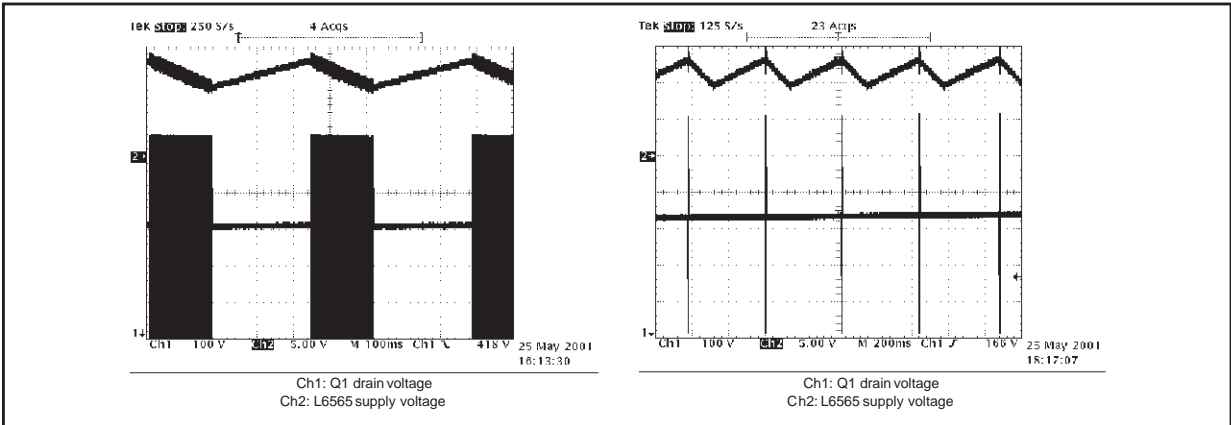 Tek Stop: 250 S/s 4 Acqs
T
2
1
Ch1 100 V Ch2 5.00 V M 100ms Ch1 418 V
25 May 2001
16:13:30
Ch1: Q1 drain voltage
Ch2: L6565 supply voltage
Tek Stop: 125 S/s 23 Acqs
2
1
Ch1 100 V Ch2 5.00 V M 200ms Ch1 166 V
25 May 2001
18:17:07
Ch1: Q1 drain voltage
Ch2: L6565 supply voltage